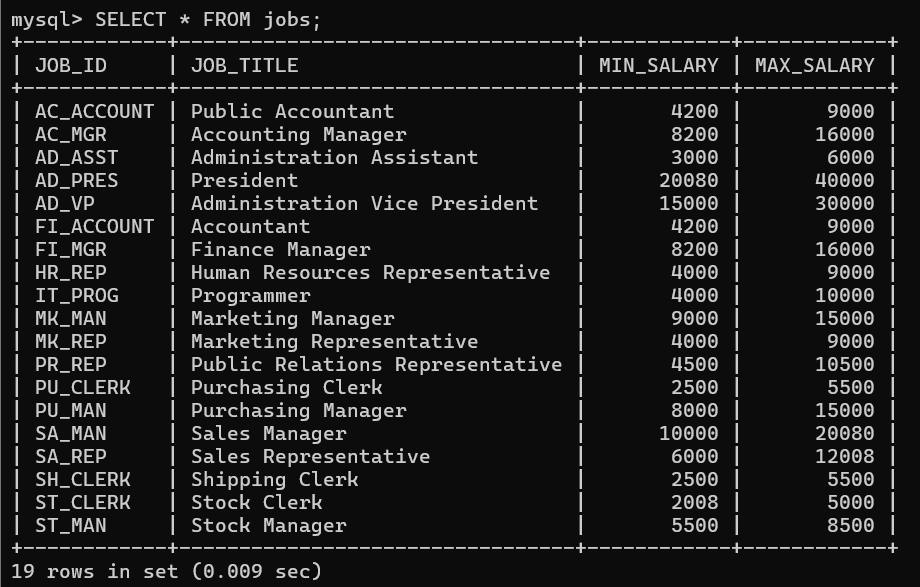 mysql> SELECT * FROM jobs;
+------------+---------------------------------+------------+------------+
| JOB_ID     | JOB_TITLE                       | MIN_SALARY | MAX_SALARY |
+------------+---------------------------------+------------+------------+
| AC_ACCOUNT | Public Accountant               |       4200 |       9000 |
| AC_MGR     | Accounting Manager              |       8200 |      16000 |
| AD_ASST    | Administration Assistant        |       3000 |       6000 |
| AD_PRES    | President                       |      20080 |      40000 |
| AD_VP      | Administration Vice President   |      15000 |      30000 |
| FI_ACCOUNT | Accountant                      |       4200 |       9000 |
| FI_MGR     | Finance Manager                 |       8200 |      16000 |
| HR_REP     | Human Resources Representative  |       4000 |       9000 |
| IT_PROG    | Programmer                      |       4000 |      10000 |
| MK_MAN     | Marketing Manager               |       9000 |      15000 |
| MK_REP     | Marketing Representative        |       4000 |       9000 |
| PR_REP     | Public Relations Representative |       4500 |      10500 |
| PU_CLERK   | Purchasing Clerk                |       2500 |       5500 |
| PU_MAN     | Purchasing Manager              |       8000 |      15000 |
| SA_MAN     | Sales Manager                   |      10000 |      20080 |
| SA_REP     | Sales Representative            |       6000 |      12008 |
| SH_CLERK   | Shipping Clerk                  |       2500 |       5500 |
| ST_CLERK   | Stock Clerk                     |       2008 |       5000 |
| ST_MAN     | Stock Manager                   |       5500 |       8500 |
+------------+---------------------------------+------------+------------+
19 rows in set (0.009 sec)